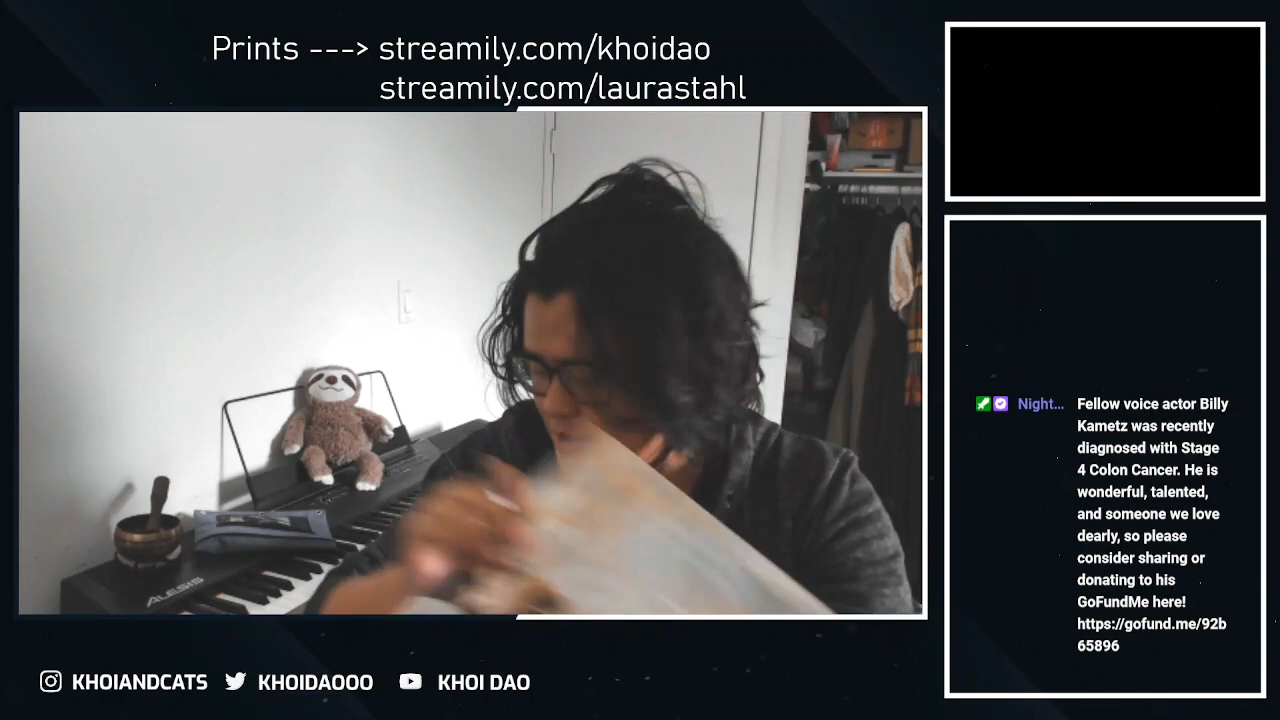 Prints ---> streamily.com/khoidao
streamily.com/laurastahl
ALESIS
Night...
Fellow voice actor Billy
Kametz was recently
diagnosed with Stage
4 Colon Cancer. He is
wonderful, talented,
and someone we love
dearly, so please
consider sharing or
donating to his
GoFundMe here!
https://gofund.me/92b
65896
KHOIANDCATS
KHOIDAOOO
KHOI DAO